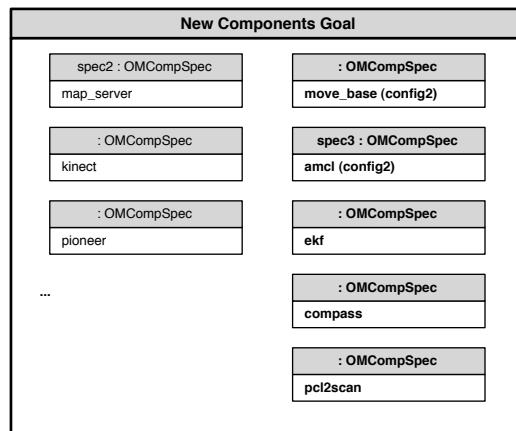 New Components Goal
spec2 : OMCompSpec
map_server
: OMCompSpec
kinect
: OMCompSpec
pioneer
...
: OMCompSpec
move_base (config2)
spec3 : OMCompSpec
amcl (config2)
: OMCompSpec
ekf
: OMCompSpec
compass
: OMCompSpec
pcl2scan